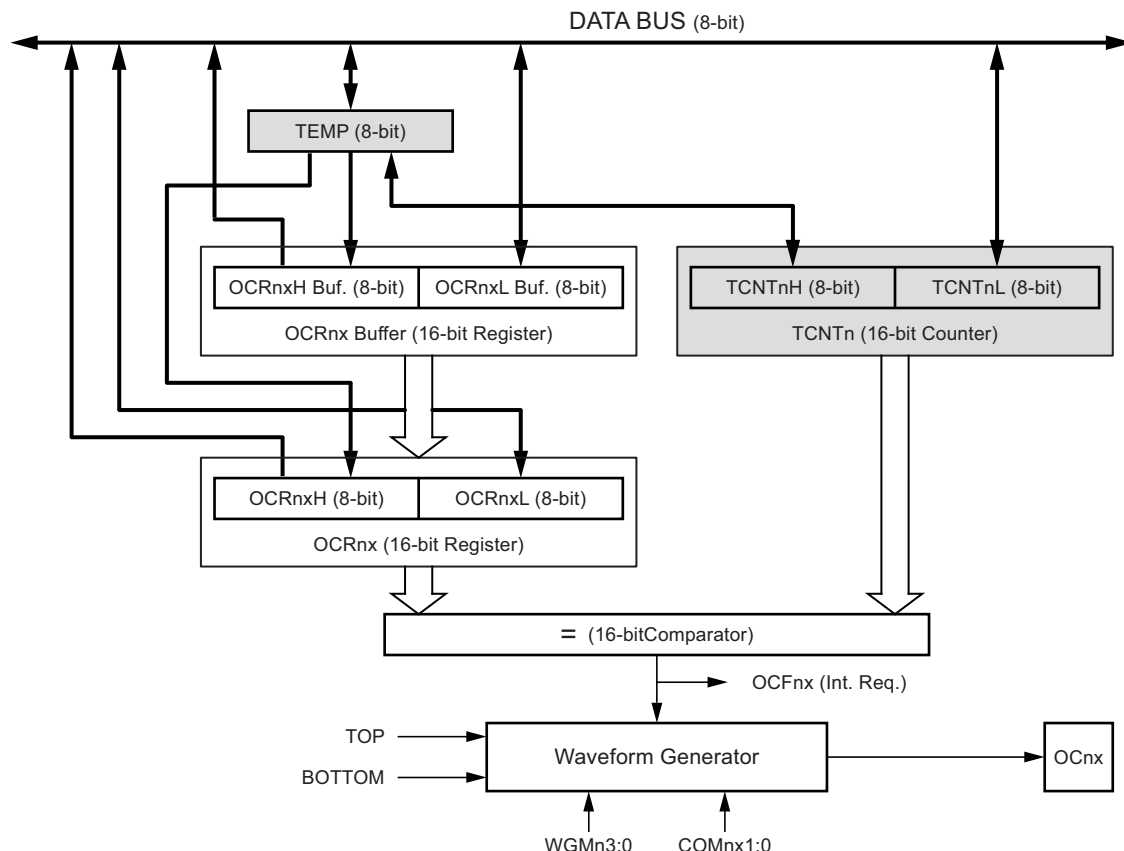 DATA BUS (8-bit)
TEMP (8-bit)
OCRnxH Buf. (8-bit) OCRnxL Buf. (8-bit)
OCRnx Buffer (16-bit Register)
TCNTnH (8-bit) TCNTnL (8-bit)
TCNTn (16-bit Counter)
OCRnxH (8-bit) OCRnxL (8-bit)
OCRnx (16-bit Register)
= (16-bitComparator)
OCFnx (Int. Req.)
TOP
BOTTOM
Waveform Generator
OCnx
WGMn3:0 COMnx1:0